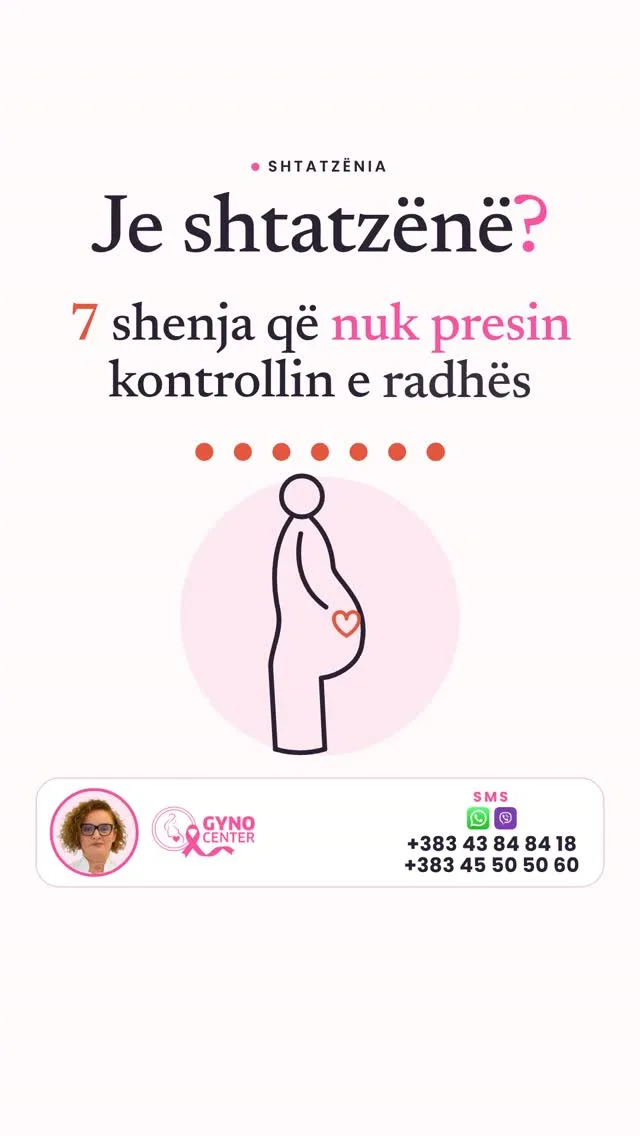 SHTATZËNIA
Je shtatzënë?
7 shenja që nuk presin
kontrollin e radhës
GYNO
CENTER
SMS
+383 43 84 84 18
+383 45 50 50 60